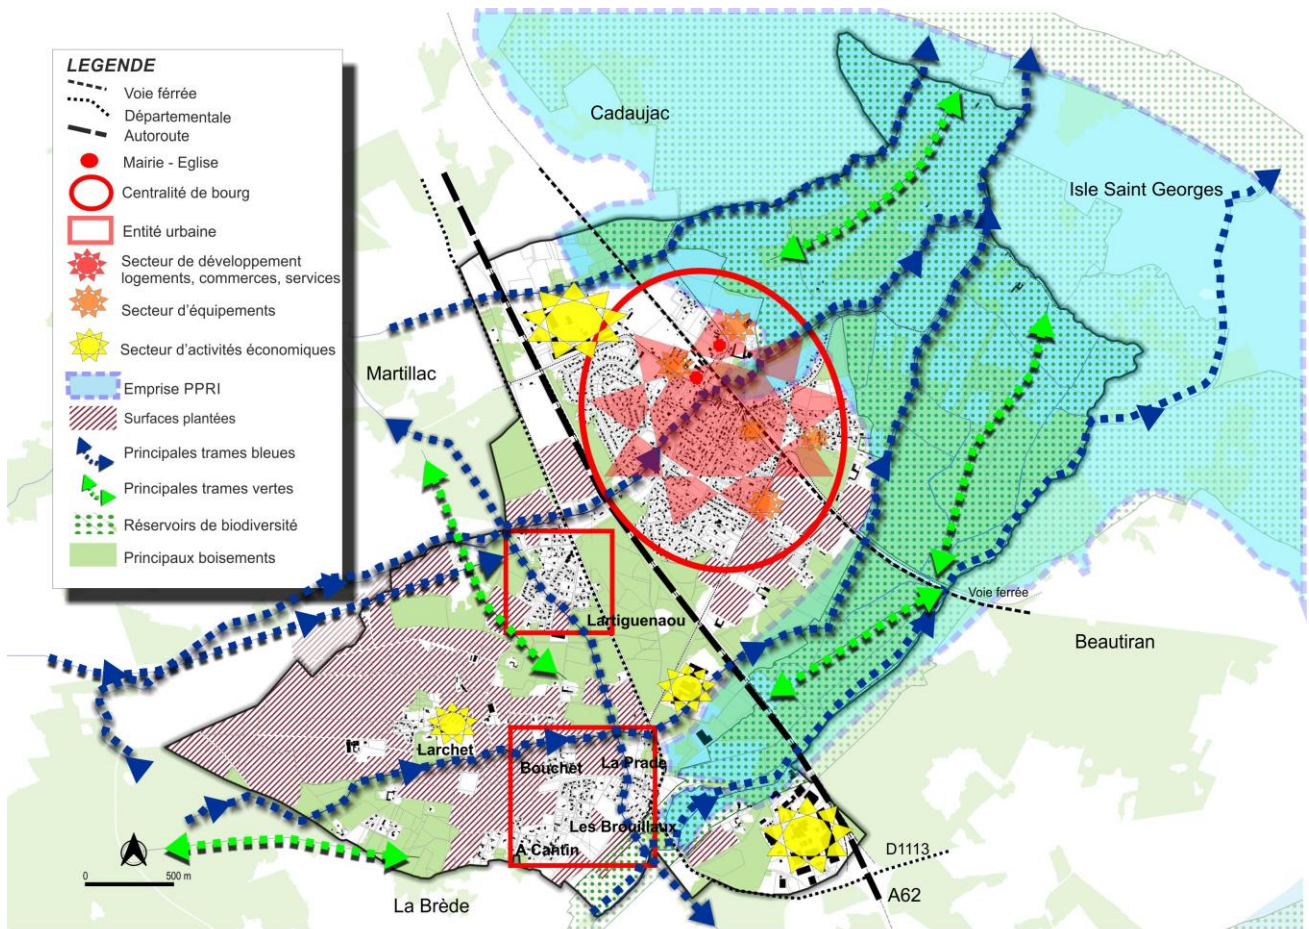 LEGENDE
Voie ferrée
Départementale
Autoroute
Mairie - Eglise
Centralité de bourg
Entité urbaine
Secteur de développement
logements, commerces, services
Secteur d'équipements
Secteur d'activités économiques
Emprise PPRI
Surfaces plantées
Principales trames bleues
Principales trames vertes
Réservoirs de biodiversité
Principaux boisements
Cadaujac
Isle Saint Georges
Martillac
Lartiguenaou
Voie ferrée
Beautiran
Larchet
Bouchet
La Prade
Les Brouillaux
A Cantin
0
500 m
La Brède
D1113
A62